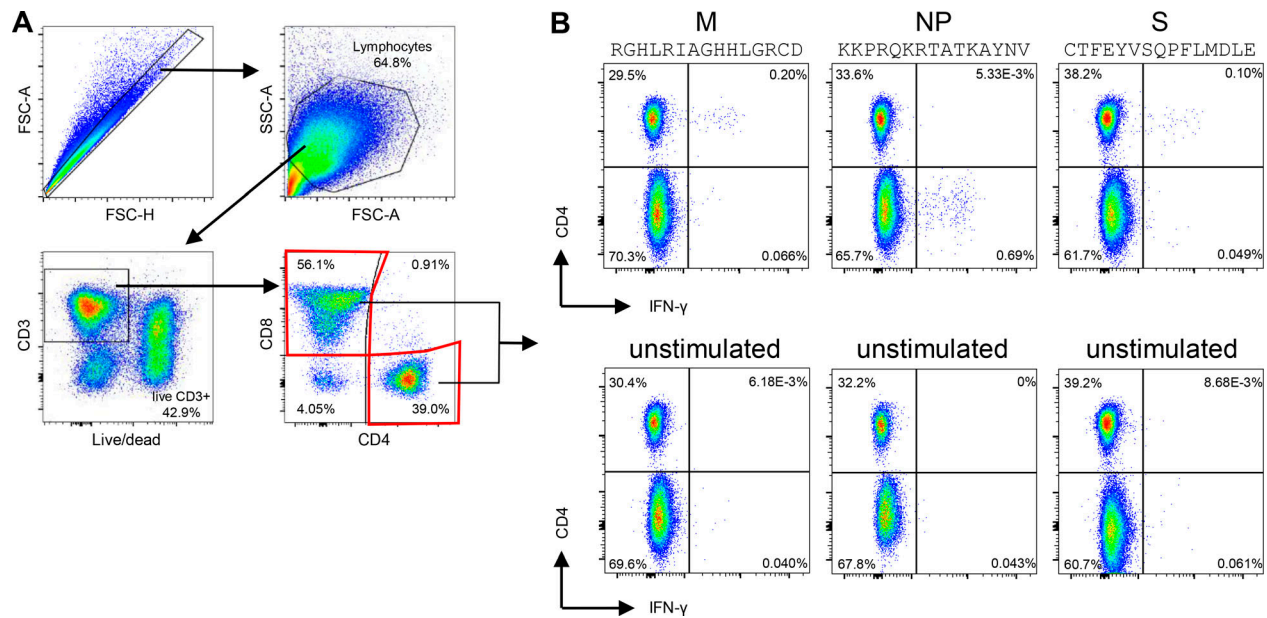 A
FSC-A
FSC-H
Lymphocytes
64.8%
SSC-A
FSC-A
CD3
live CD3+
42.9%
Live/dead
56.1%
0.91%
CD8
4.05%
39.0%
CD4
B
M
NP
S
RGHLRIAGHHLGRCD
KKPRQKRTATKAYNV
CTFEYVSQPFLMDLE
29.5%
0.20%
33.6%
5.33E-3%
38.2%
0.10%
70.3%
0.066%
65.7%
0.69%
61.7%
0.049%
CD4
IFN-γ
unstimulated
unstimulated
unstimulated
30.4%
6.18E-3%
32.2%
0%
39.2%
8.68E-3%
69.6%
0.040%
67.8%
0.043%
60.7%
0.061%
CD4
IFN-γ